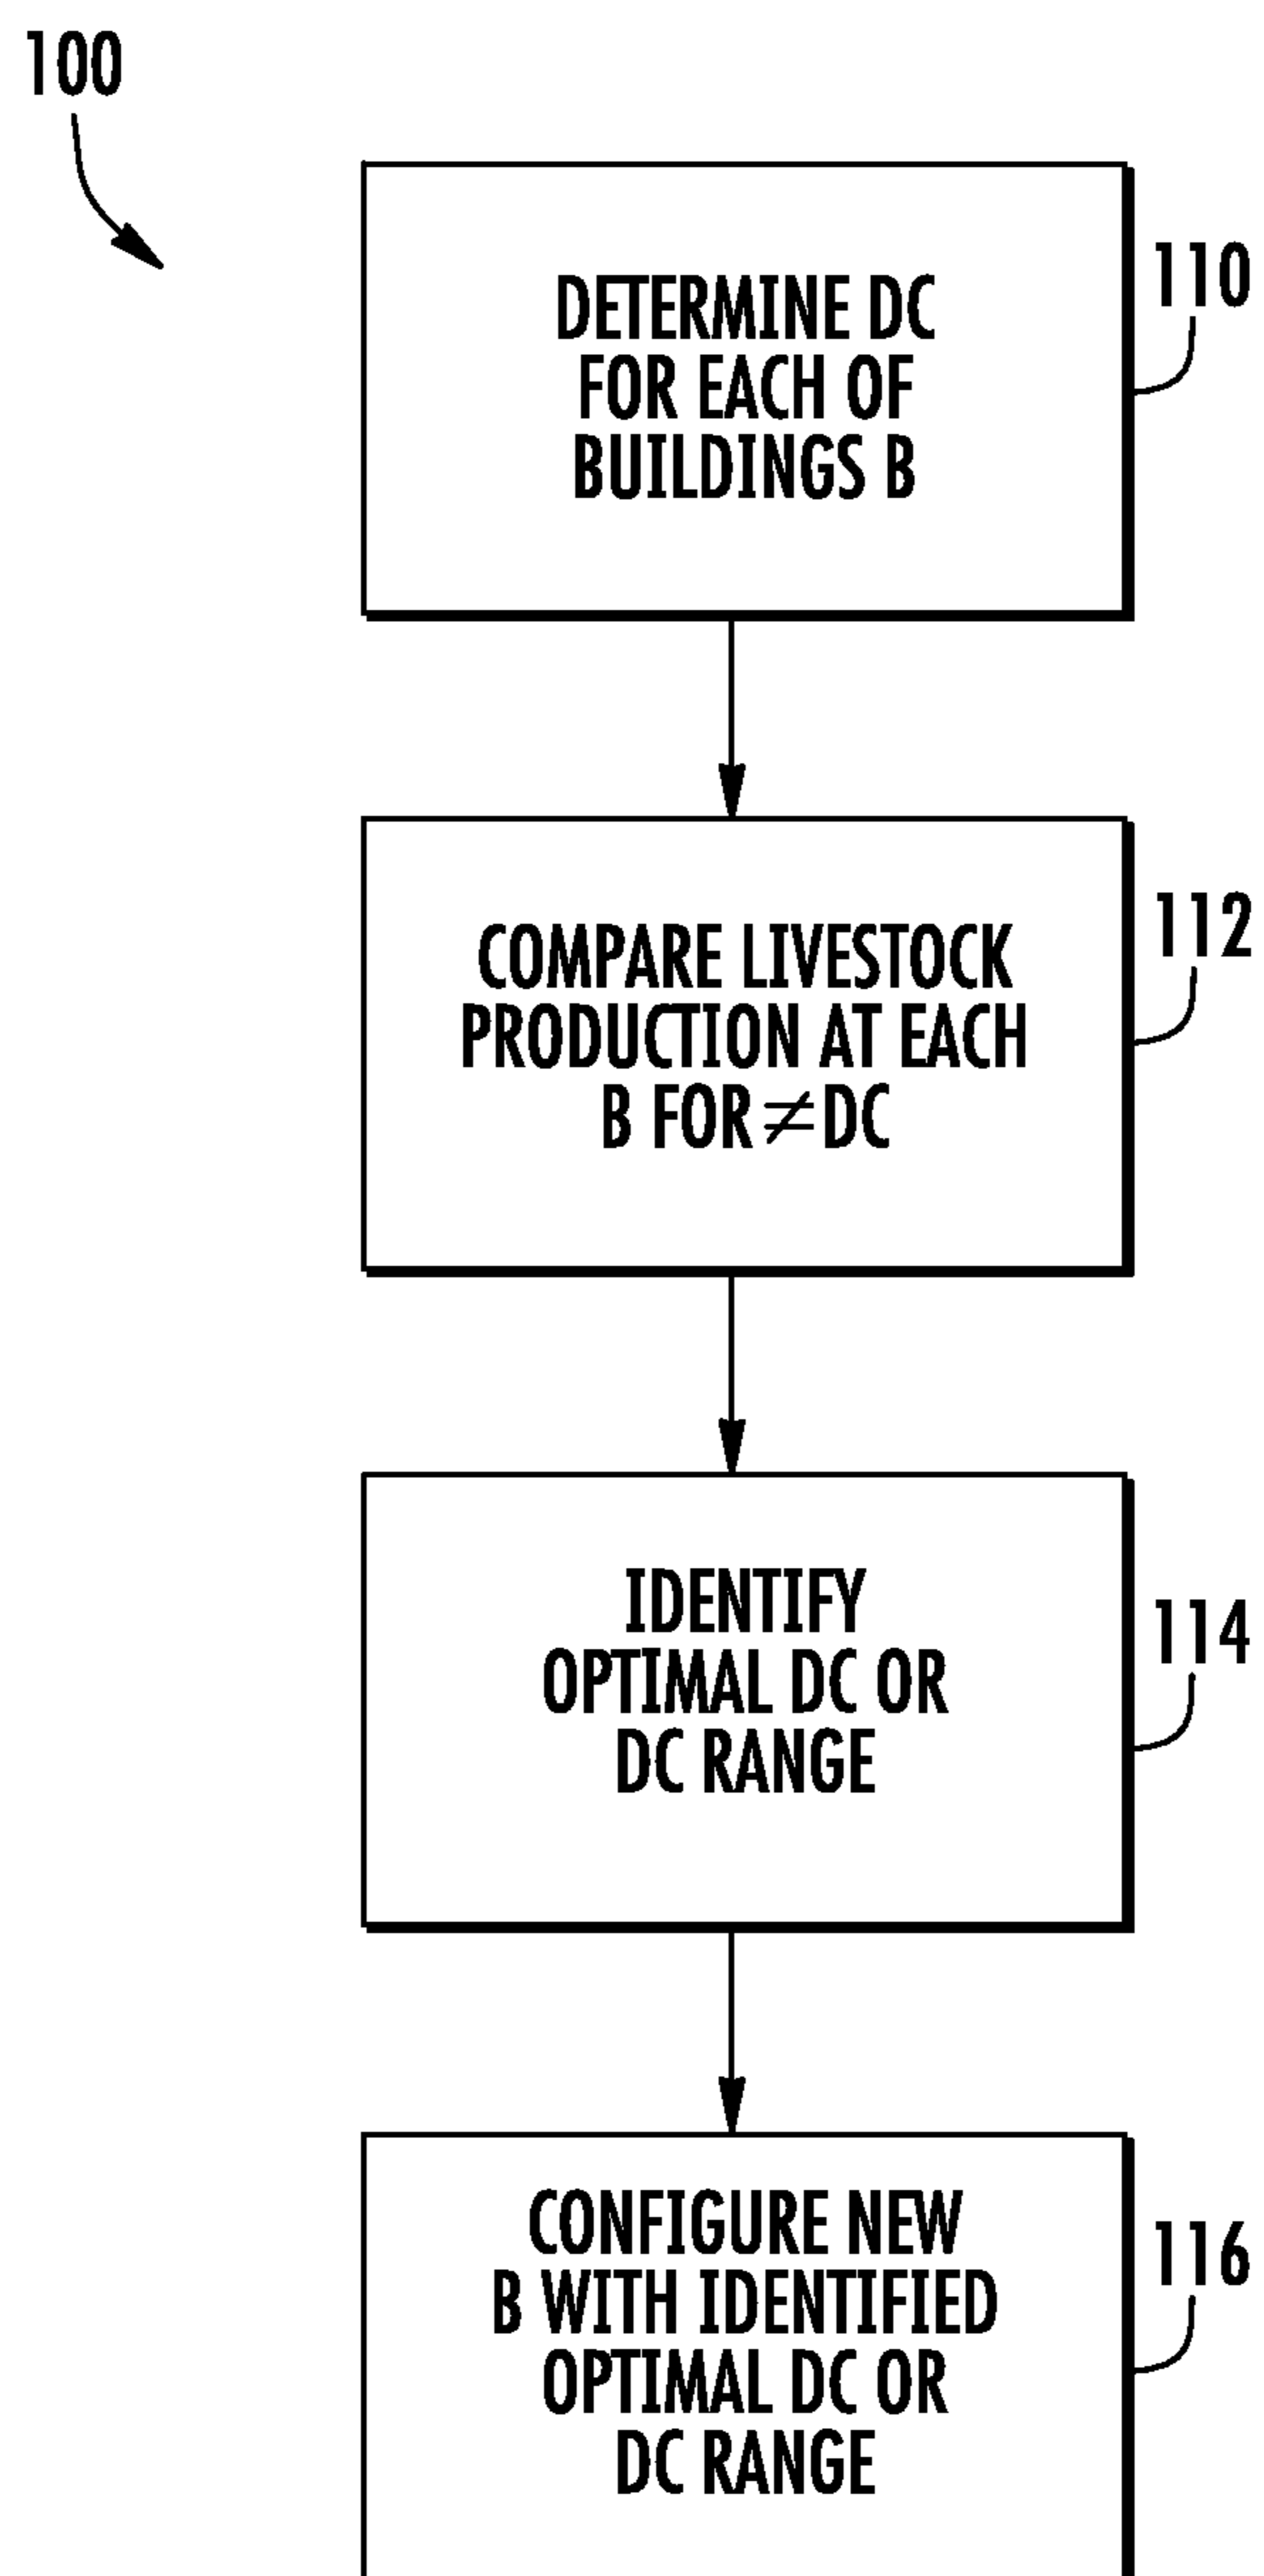 100
DETERMINE DC
FOR EACH OF
BUILDINGS B
110
COMPARE LIVESTOCK
PRODUCTION AT EACH
B FOR ≠ DC
112
IDENTIFY
OPTIMAL DC OR
DC RANGE
114
CONFIGURE NEW
B WITH IDENTIFIED
OPTIMAL DC OR
DC RANGE
116